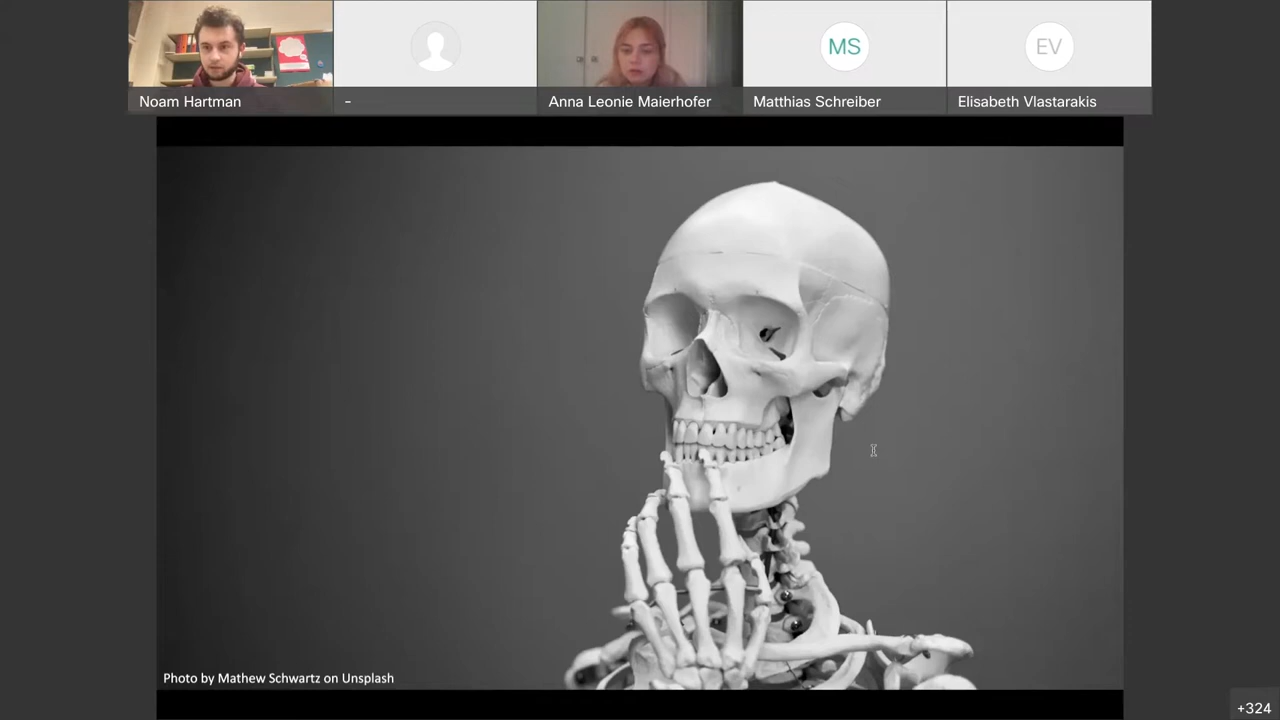 Noam Hartman
-
Anna Leonie Maierhofer
MS
Matthias Schreiber
EV
Elisabeth Vlastarakis
Photo by Mathew Schwartz on Unsplash
+324